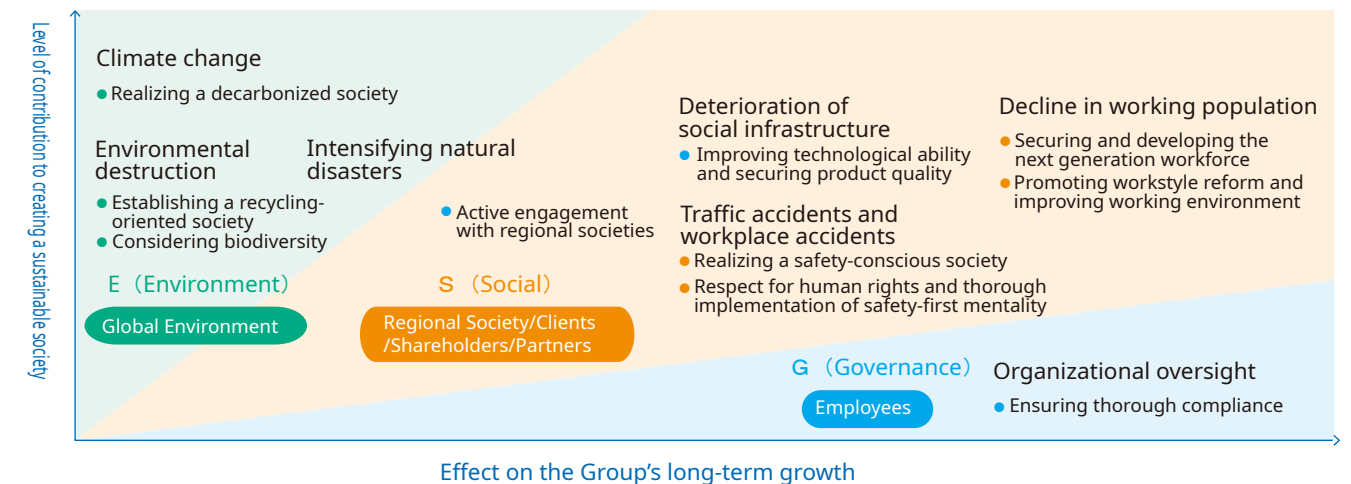 Level of contribution to creating a sustainable society
Climate change
● Realizing a decarbonized society
Environmental
destruction
● Establishing a recycling-
oriented society
● Considering biodiversity
Intensifying natural
disasters
● Active engagement
with regional societies
E（Environment）
Global Environment
S （Social）
Regional Society/Clients
/Shareholders/Partners
Deterioration of
social infrastructure
● Improving technological ability
and securing product quality
Traffic accidents and
workplace accidents
● Realizing a safety-conscious society
● Respect for human rights and thorough
implementation of safety-first mentality
Decline in working population
● Securing and developing the
next generation workforce
● Promoting workstyle reform and
improving working environment
G （Governance）
Employees
Organizational oversight
● Ensuring thorough compliance
Effect on the Group’s long-term growth